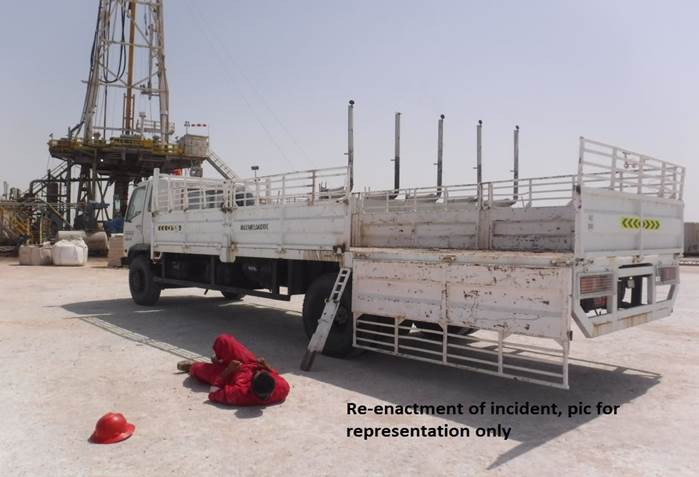 Re-enactment of incident, pic for
representation only